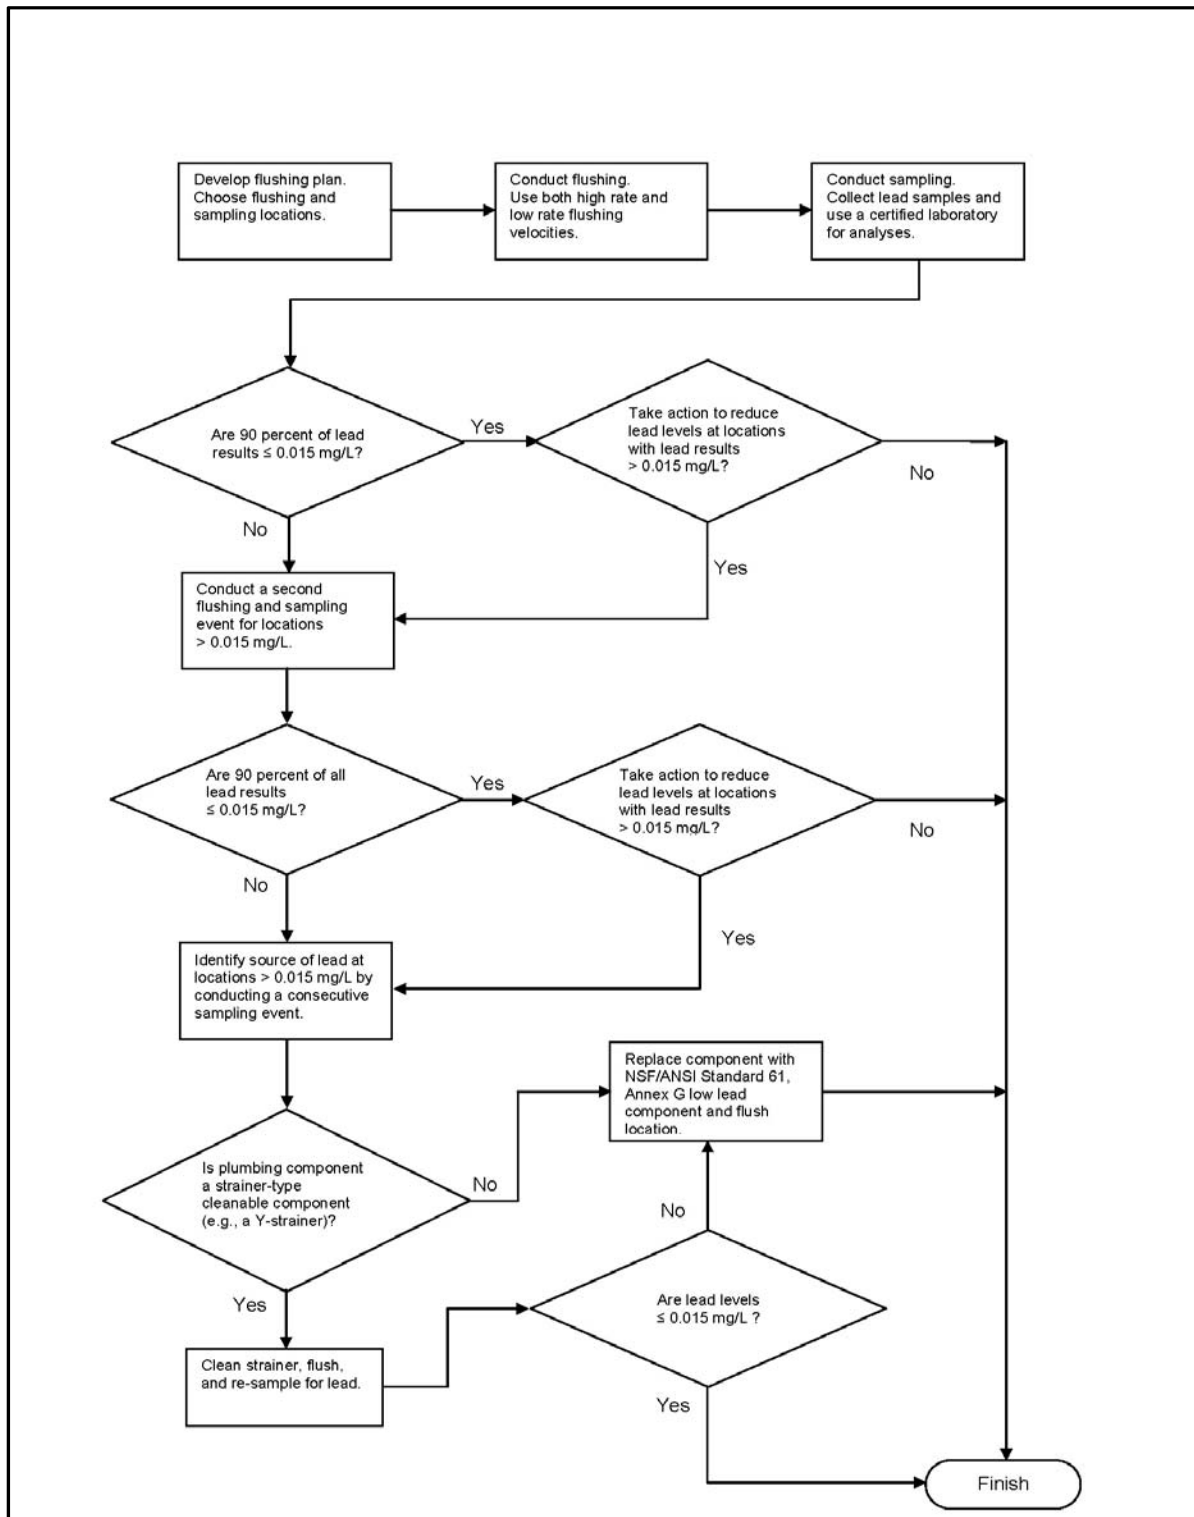 Develop flushing plan.
Choose flushing and
sampling locations.
Conduct flushing.
Use both high rate and
low rate flushing
velocities.
Conduct sampling.
Collect lead samples and
use a certified laboratory
for analyses.
Are 90 percent of lead
results ≤ 0.015 mg/L?
Yes
Take action to reduce
lead levels at locations
with lead results
> 0.015 mg/L?
No
No
Yes
Conduct a second
flushing and sampling
event for locations
> 0.015 mg/L.
Are 90 percent of all
lead results
≤ 0.015 mg/L?
Yes
Take action to reduce
lead levels at locations
with lead results
> 0.015 mg/L?
No
No
Yes
Identify source of lead at
locations > 0.015 mg/L by
conducting a consecutive
sampling event.
Replace component with
NSF/ANSI Standard 61,
Annex G low lead
component and flush
location.
Is plumbing component
a strainer-type
cleanable component
(e.g., a Y-strainer)?
No
No
Yes
Are lead levels
≤ 0.015 mg/L ?
Clean strainer, flush,
and re-sample for lead.
Yes
Finish